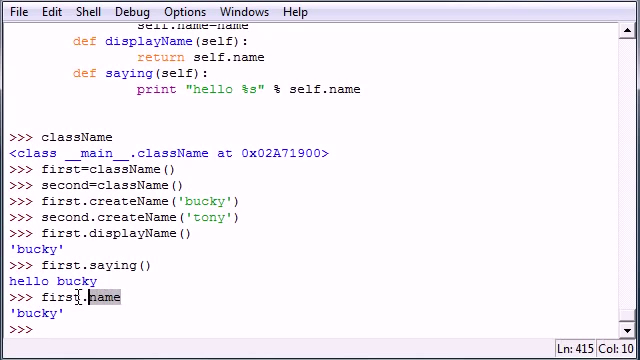 File Edit Shell Debug Options Windows Help
self.name=name
def displayName(self):
return self.name
def saying(self):
print "hello %s" % self.name
>>> className
<class __main__.className at 0x02A71900>
>>> first=className()
>>> second=className()
>>> first.createName('bucky')
>>> second.createName('tony')
>>> first.displayName()
'bucky'
>>> first.saying()
hello bucky
>>> first.name
'bucky'
>>>
Ln: 415 Col: 10